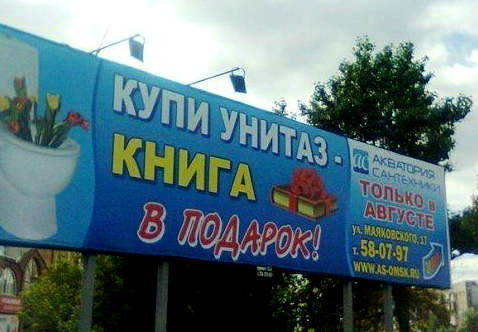 КУПИ УНИТАЗ -
КНИГА
В ПОДАРОК!
АКВАТОРИЯ
САНТЕХНИКИ
ТОЛЬКО в
АВГУСТЕ
ул. МАЯКОВСКОГО, 17
т. 58-07-97
WWW.AS-OMSK.RU